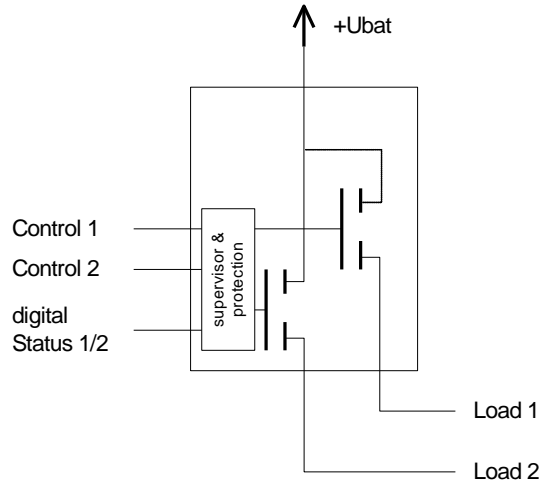 +Ubat
Control 1
Control 2
digital
Status 1/2
supervisor &
protection
Load 1
Load 2